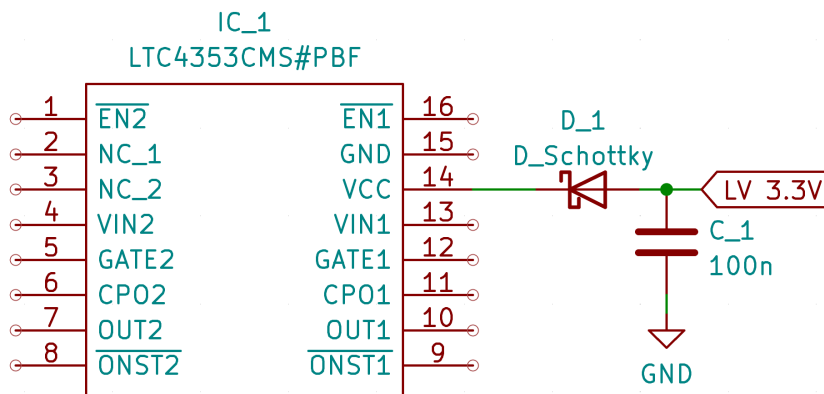 IC_1
LTC4353CMS#PBF
1 EN2 EN1 16
2 NC_1 GND 15
3 NC_2 VCC 14
4 VIN2 VIN1 13
5 GATE2 GATE1 12
6 CPO2 CPO1 11
7 OUT2 OUT1 10
8 ONST2 ONST1 9
D_1
D_Schottky
LV 3.3V
C_1
100n
GND